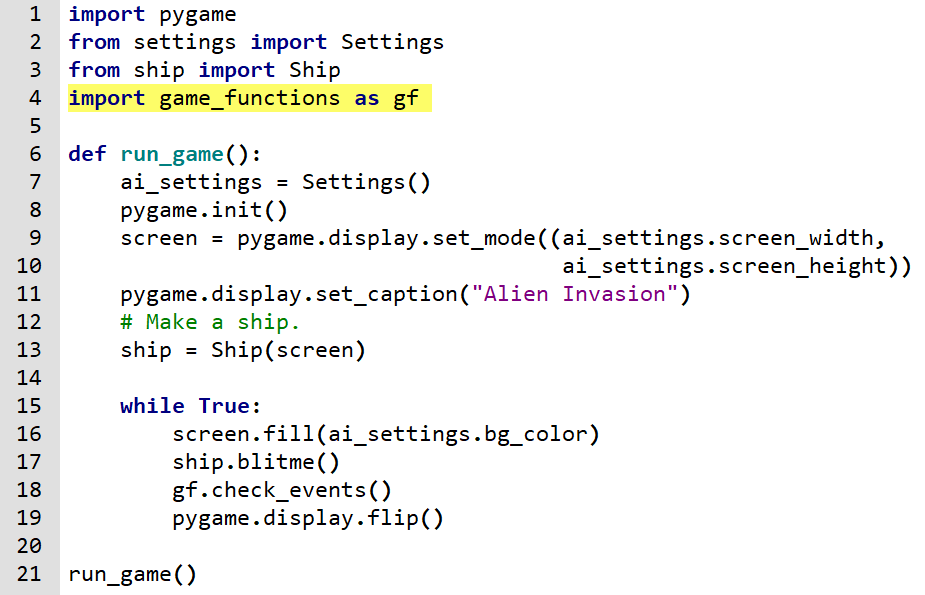 1 import pygame
2 from settings import Settings
3 from ship import Ship
4 import game_functions as gf
5
6 def run_game():
7     ai_settings = Settings()
8     pygame.init()
9     screen = pygame.display.set_mode((ai_settings.screen_width,
10                                       ai_settings.screen_height))
11     pygame.display.set_caption("Alien Invasion")
12     # Make a ship.
13     ship = Ship(screen)
14
15     while True:
16         screen.fill(ai_settings.bg_color)
17         ship.blitme()
18         gf.check_events()
19         pygame.display.flip()
20
21 run_game()